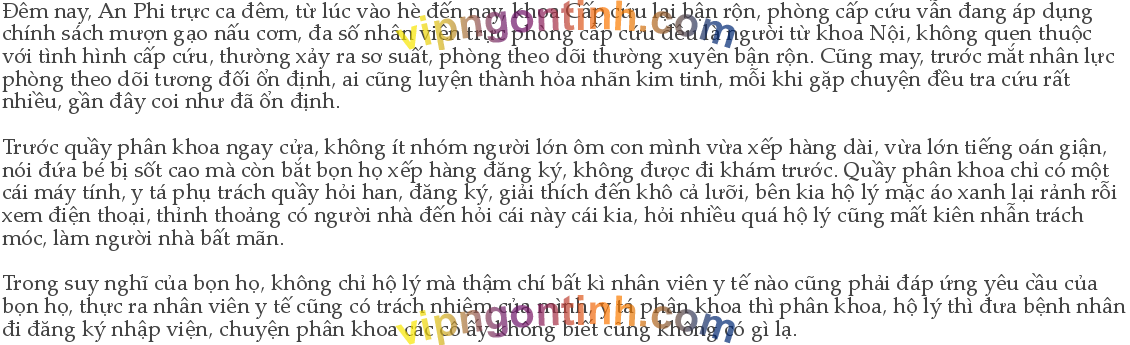 Đêm nay, An Phi trực ca đêm, từ lúc vào hè đến nay, khoa Cấp cứu lại bận rộn, phòng cấp cứu vẫn đang áp dụng
chính sách mượn gạo nấu cơm, đa số nhân viên trực phòng cấp cứu đều là người từ khoa Nội, không quen thuộc
với tình hình cấp cứu, thường xảy ra sơ suất, phòng theo dõi thường xuyên bận rộn. Cũng may, trước mắt nhân lực
phòng theo dõi tương đối ổn định, ai cũng luyện thành hỏa nhãn kim tinh, mỗi khi gặp chuyện đều tra cứu rất
nhiều, gần đây coi như đã ổn định.
vipngontinh.com
Trước quầy phân khoa ngay cửa, không ít nhóm người lớn ôm con mình vừa xếp hàng dài, vừa lớn tiếng oán giận,
nói đứa bé bị sốt cao mà còn bắt bọn họ xếp hàng đăng ký, không được đi khám trước. Quầy phân khoa chỉ có một
cái máy tính, y tá phụ trách quầy hỏi han, đăng ký, giải thích đến khô cả lưỡi, bên kia hộ lý mặc áo xanh lại rảnh rỗi
xem điện thoại, thỉnh thoảng có người nhà đến hỏi cái này cái kia, hỏi nhiều quá hộ lý cũng mất kiên nhẫn trách
móc, làm người nhà bất mãn.
Trong suy nghĩ của bọn họ, không chỉ hộ lý mà thậm chí bất kì nhân viên y tế nào cũng phải đáp ứng yêu cầu của
bọn họ, thực ra nhân viên y tế cũng có trách nhiệm của mình, y tá phân khoa thì phân khoa, hộ lý thì đưa bệnh nhân
đi đăng ký nhập viện, chuyện phân khoa các cô ấy không biết cũng không có gì lạ.
vipngontinh.com